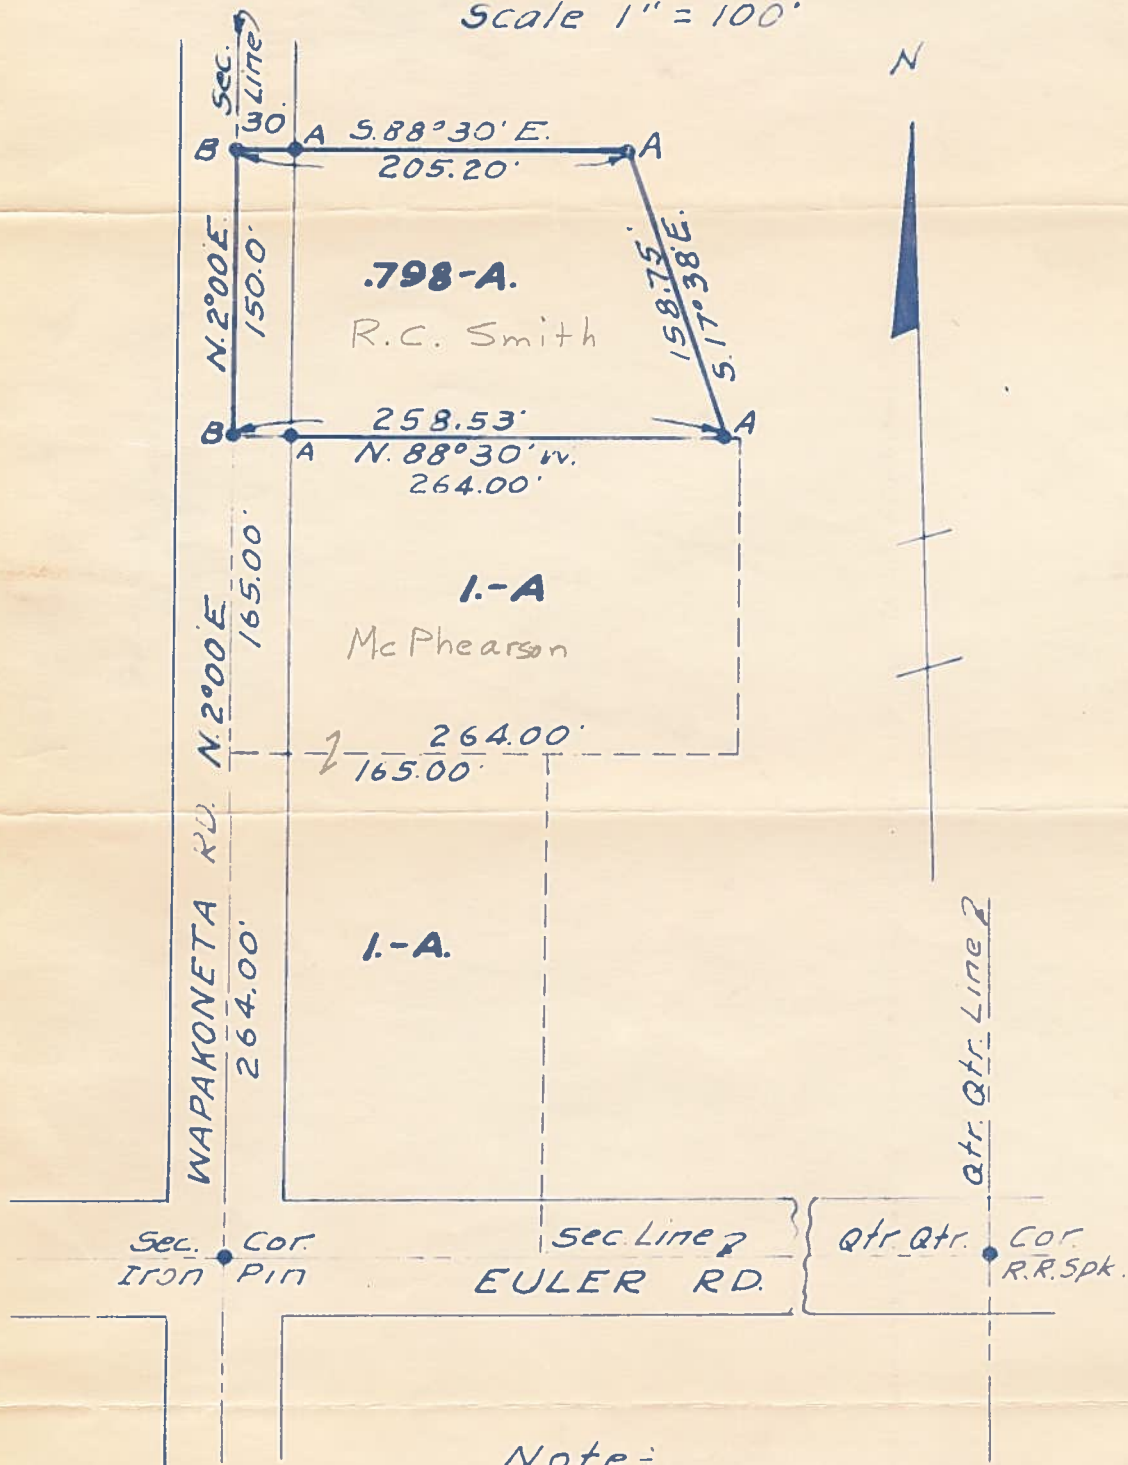 Scale 1" = 100'
N
Sec. Line
30
A
S.88°30'E.
A
B
205.20'
N.2°00'E.
150.0'
158.75'
S.17°38'E.
.798-A.
R.C. Smith
258.53'
B
A
A
N.88°30'W.
264.00'
165.00'
N.2°00'E.
1.-A
McPhearson
264.00'
165.00'
WAPAKONETA RD.
264.00'
1.-A.
Qtr. Qtr. Line
Sec. Cor.
Iron Pin
Sec. Line
EULER RD.
Qtr. Qtr. Cor.
R.R. Spk.
Note: